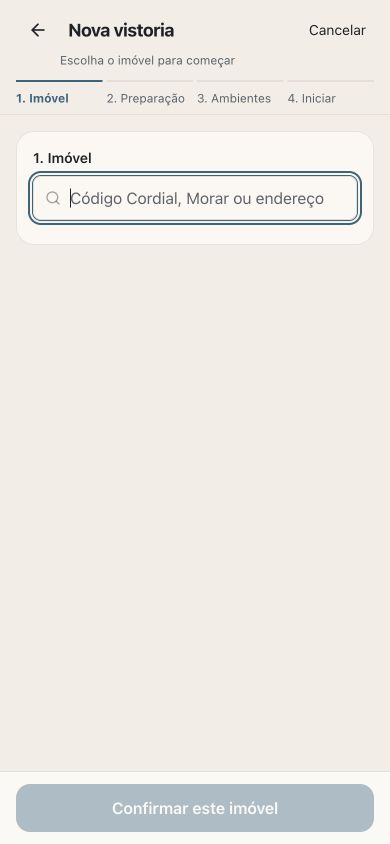 Nova vistoria
Cancelar
Escolha o imóvel para começar
1. Imóvel
2. Preparação
3. Ambientes
4. Iniciar
1. Imóvel
Código Cordial, Morar ou endereço
Confirmar este imóvel